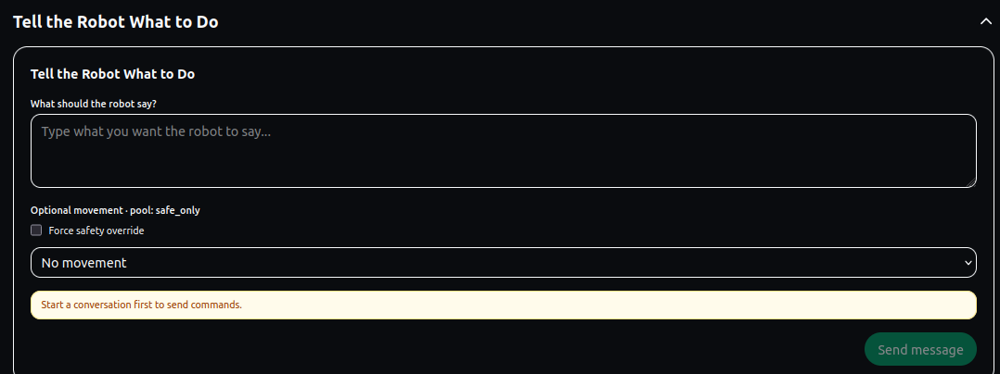 Tell the Robot What to Do
Tell the Robot What to Do
What should the robot say?
Type what you want the robot to say...
Optional movement · pool: safe_only
Force safety override
No movement
Start a conversation first to send commands.
Send message